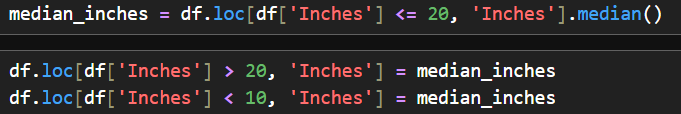 median_inches = df.loc[df['Inches'] <= 20, 'Inches'].median()
df.loc[df['Inches'] > 20, 'Inches'] = median_inches
df.loc[df['Inches'] < 10, 'Inches'] = median_inches